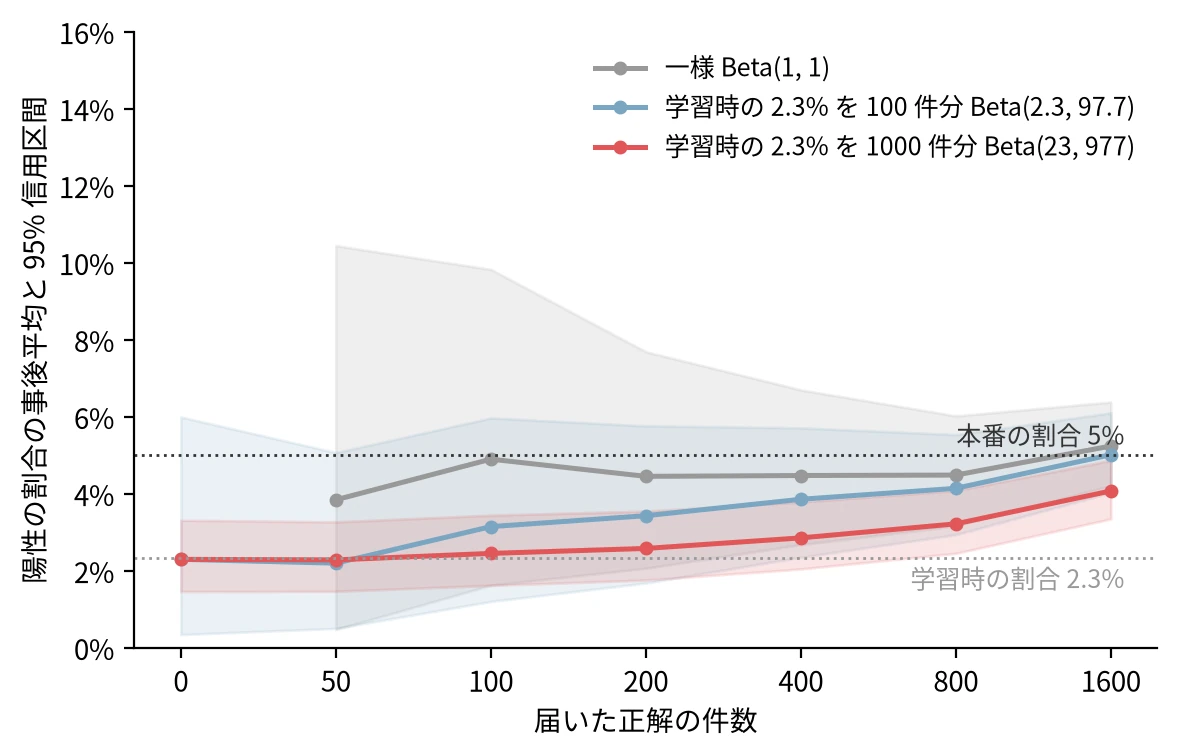 陽性の割合の事後平均と 95% 信用区間
16%
14%
12%
10%
8%
6%
4%
2%
0%
一様 Beta(1, 1)
学習時の 2.3% を 100 件分 Beta(2.3, 97.7)
学習時の 2.3% を 1000 件分 Beta(23, 977)
本番の割合 5%
学習時の割合 2.3%
0 50 100 200 400 800 1600
届いた正解の件数